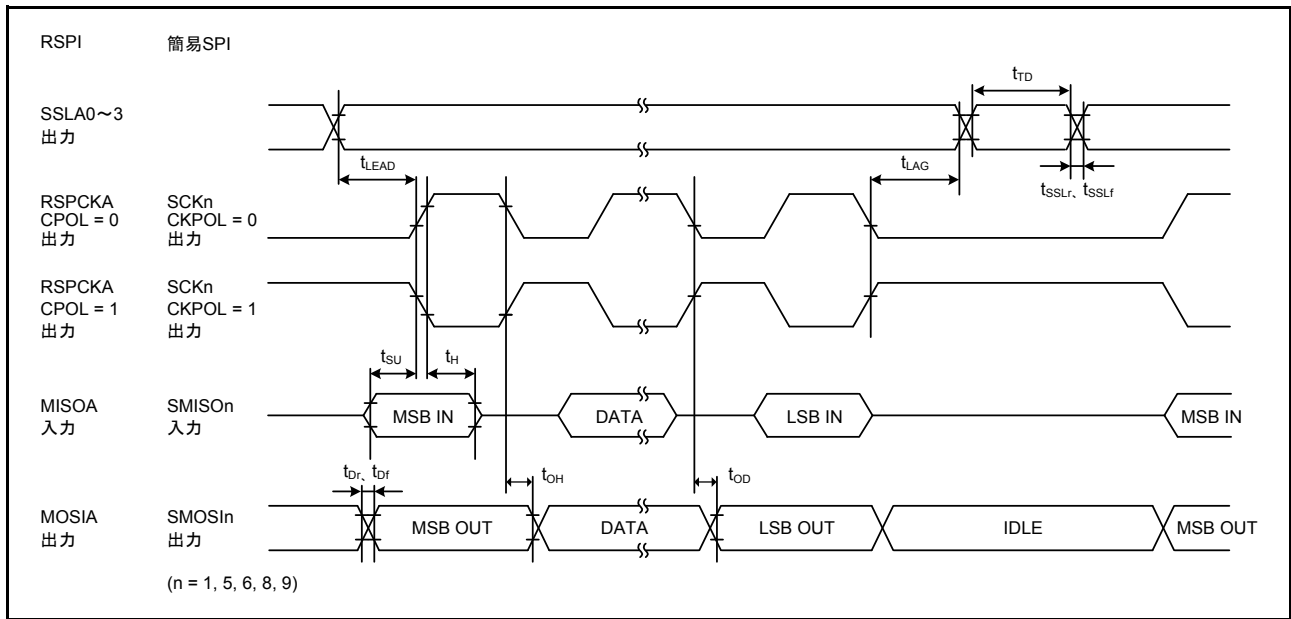 RSPI 簡易SPI
tTD
SSLA0～3
出力
tLEAD
tLAG
tSSLr、tSSLf
RSPCKA SCKn
CPOL = 0 CKPOL = 0
出力 出力
RSPCKA SCKn
CPOL = 1 CKPOL = 1
出力 出力
tSU tH
MISOA SMISOn
入力 入力
MSB IN DATA LSB IN MSB IN
tDr、tDf tOH tOD
MOSIA SMOSIn
出力 出力
MSB OUT DATA LSB OUT IDLE MSB OUT
(n = 1, 5, 6, 8, 9)